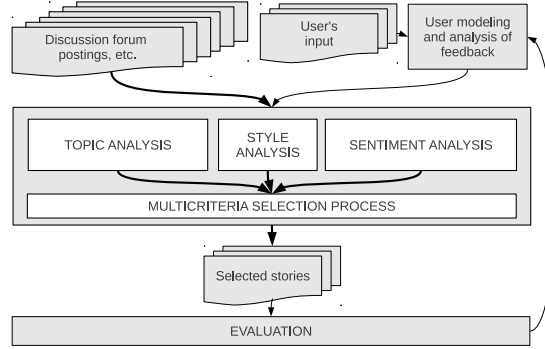 Discussion forum
postings, etc.
User's
input
User modeling
and analysis of
feedback
TOPIC ANALYSIS
STYLE
ANALYSIS
SENTIMENT ANALYSIS
MULTICRITERIA SELECTION PROCESS
Selected stories
EVALUATION